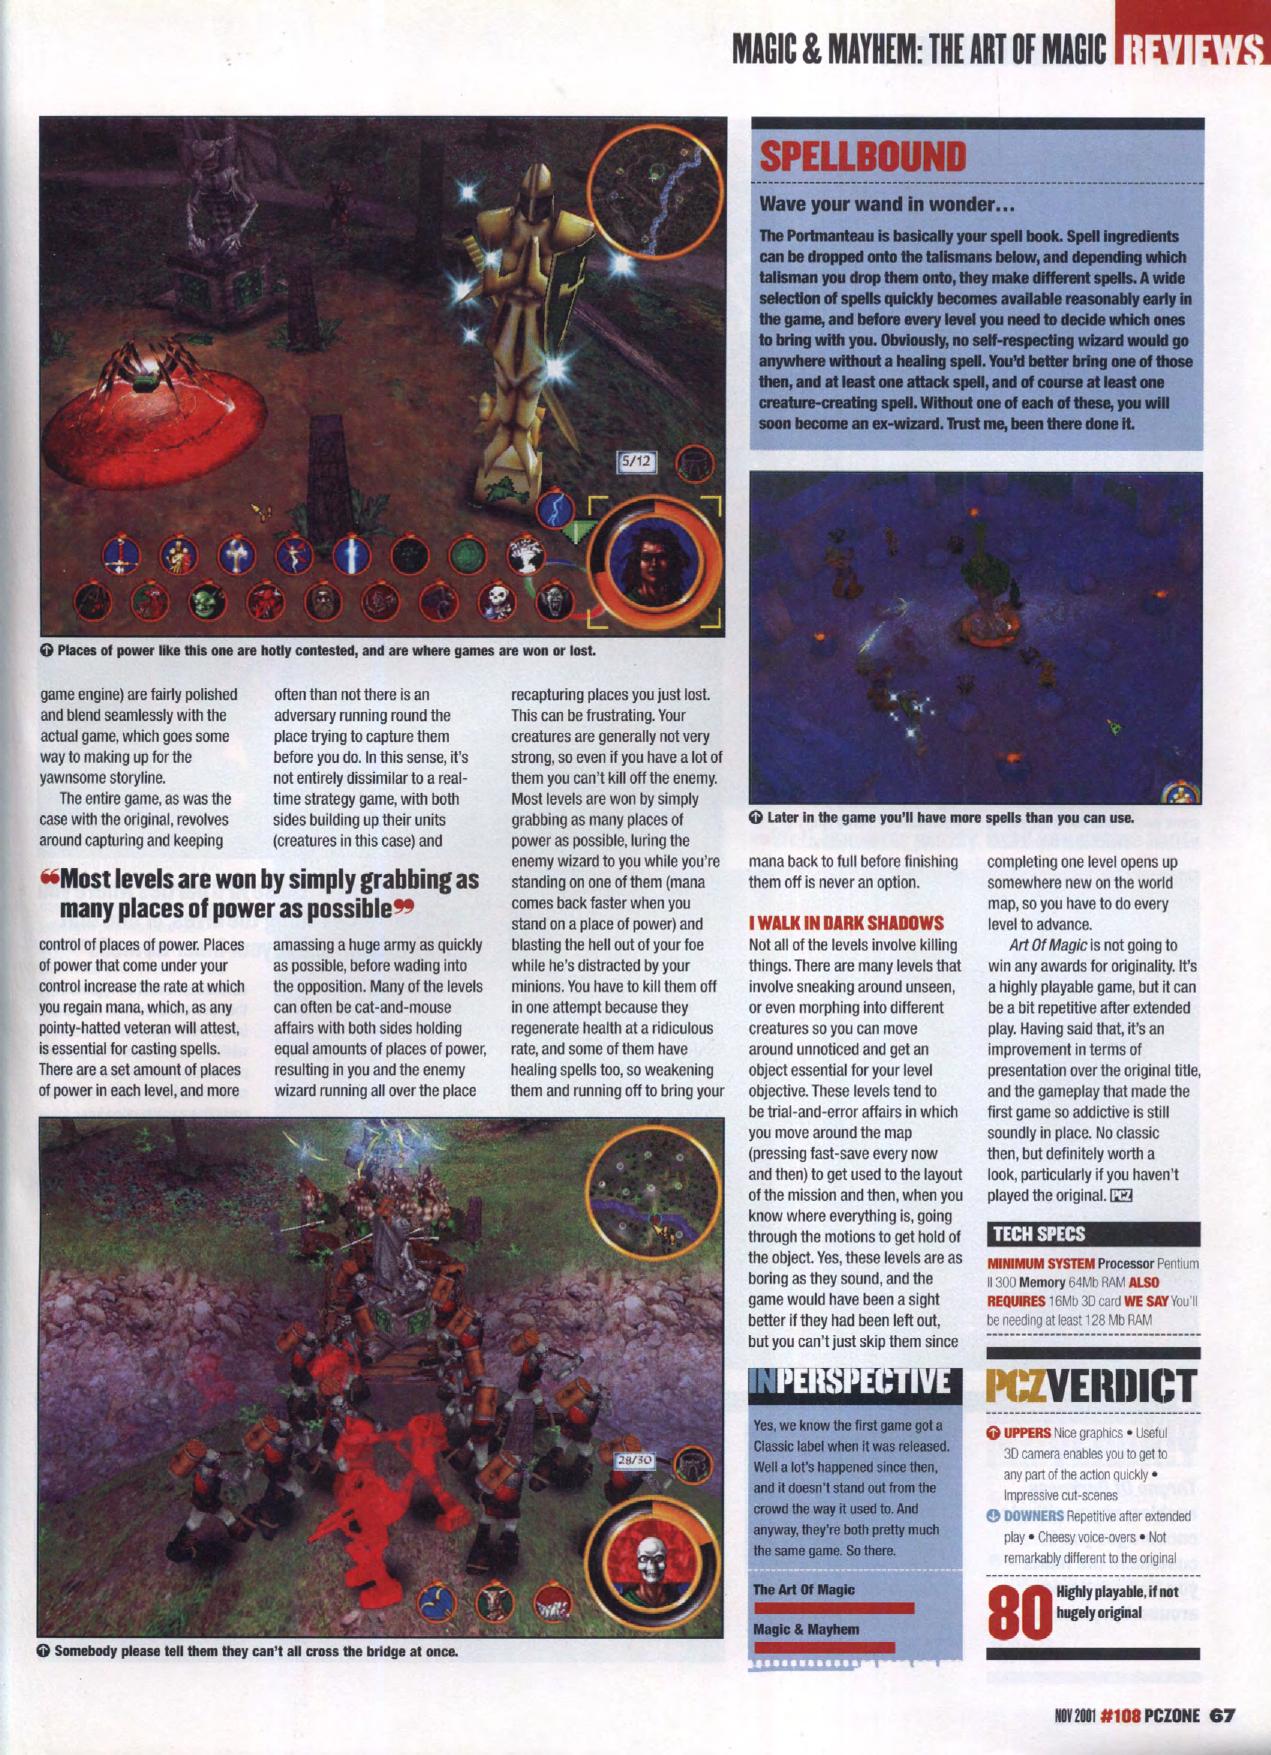 MAGIC & MAYHEM: THE ART OF MAGIC REVIEWS
5/12
Places of power like this one are hotly contested, and are where games are won or lost.
game engine) are fairly polished
and blend seamlessly with the
actual game, which goes some
way to making up for the
yawnsome storyline.
The entire game, as was the
case with the original, revolves
around capturing and keeping
“Most levels are won by simply grabbing as
many places of power as possible”
control of places of power. Places
of power that come under your
control increase the rate at which
you regain mana, which, as any
pointy-hatted veteran will attest,
is essential for casting spells.
There are a set amount of places
of power in each level, and more
often than not there is an
adversary running round the
place trying to capture them
before you do. In this sense, it's
not entirely dissimilar to a real-
time strategy game, with both
sides building up their units
(creatures in this case) and
amassing a huge army as quickly
as possible, before wading into
the opposition. Many of the levels
can often be cat-and-mouse
affairs with both sides holding
equal amounts of places of power,
resulting in you and the enemy
wizard running all over the place
recapturing places you just lost.
This can be frustrating. Your
creatures are generally not very
strong, so even if you have a lot of
them you can't kill off the enemy.
Most levels are won by simply
grabbing as many places of
power as possible, luring the
enemy wizard to you while you're
standing on one of them (mana
comes back faster when you
stand on a place of power) and
blasting the hell out of your foe
while he's distracted by your
minions. You have to kill them off
in one attempt because they
regenerate health at a ridiculous
rate, and some of them have
healing spells too, so weakening
them and running off to bring your
28/30
Somebody please tell them they can't all cross the bridge at once.
SPELLBOUND
Wave your wand in wonder...
The Portmanteau is basically your spell book. Spell ingredients
can be dropped onto the talismans below, and depending which
talisman you drop them onto, they make different spells. A wide
selection of spells quickly becomes available reasonably early in
the game, and before every level you need to decide which ones
to bring with you. Obviously, no self-respecting wizard would go
anywhere without a healing spell. You'd better bring one of those
then, and at least one attack spell, and of course at least one
creature-creating spell. Without one of each of these, you will
soon become an ex-wizard. Trust me, been there done it.
Later in the game you'll have more spells than you can use.
mana back to full before finishing
them off is never an option.
I WALK IN DARK SHADOWS
Not all of the levels involve killing
things. There are many levels that
involve sneaking around unseen,
or even morphing into different
creatures so you can move
around unnoticed and get an
object essential for your level
objective. These levels tend to
be trial-and-error affairs in which
you move around the map
(pressing fast-save every now
and then) to get used to the layout
of the mission and then, when you
know where everything is, going
through the motions to get hold of
the object. Yes, these levels are as
boring as they sound, and the
game would have been a sight
better if they had been left out,
but you can't just skip them since
completing one level opens up
somewhere new on the world
map, so you have to do every
level to advance.
Art Of Magic is not going to
win any awards for originality. It's
a highly playable game, but it can
be a bit repetitive after extended
play. Having said that, it's an
improvement in terms of
presentation over the original title,
and the gameplay that made the
first game so addictive is still
soundly in place. No classic
then, but definitely worth a
look, particularly if you haven't
played the original. PCZ
TECH SPECS
MINIMUM SYSTEM Processor Pentium
II 300 Memory 64Mb RAM ALSO
REQUIRES 16Mb 3D card WE SAY You'll
be needing at least 128 Mb RAM
INPERSPECTIVE
Yes, we know the first game got a
Classic label when it was released.
Well a lot's happened since then,
and it doesn't stand out from the
crowd the way it used to. And
anyway, they're both pretty much
the same game. So there.
The Art Of Magic
Magic & Mayhem
PCZVERDICT
UPPERS Nice graphics • Useful
3D camera enables you to get to
any part of the action quickly •
Impressive cut-scenes
DOWNERS Repetitive after extended
play • Cheesy voice-overs • Not
remarkably different to the original
80 Highly playable, if not
hugely original
NOV 2001 #108 PCZONE 67